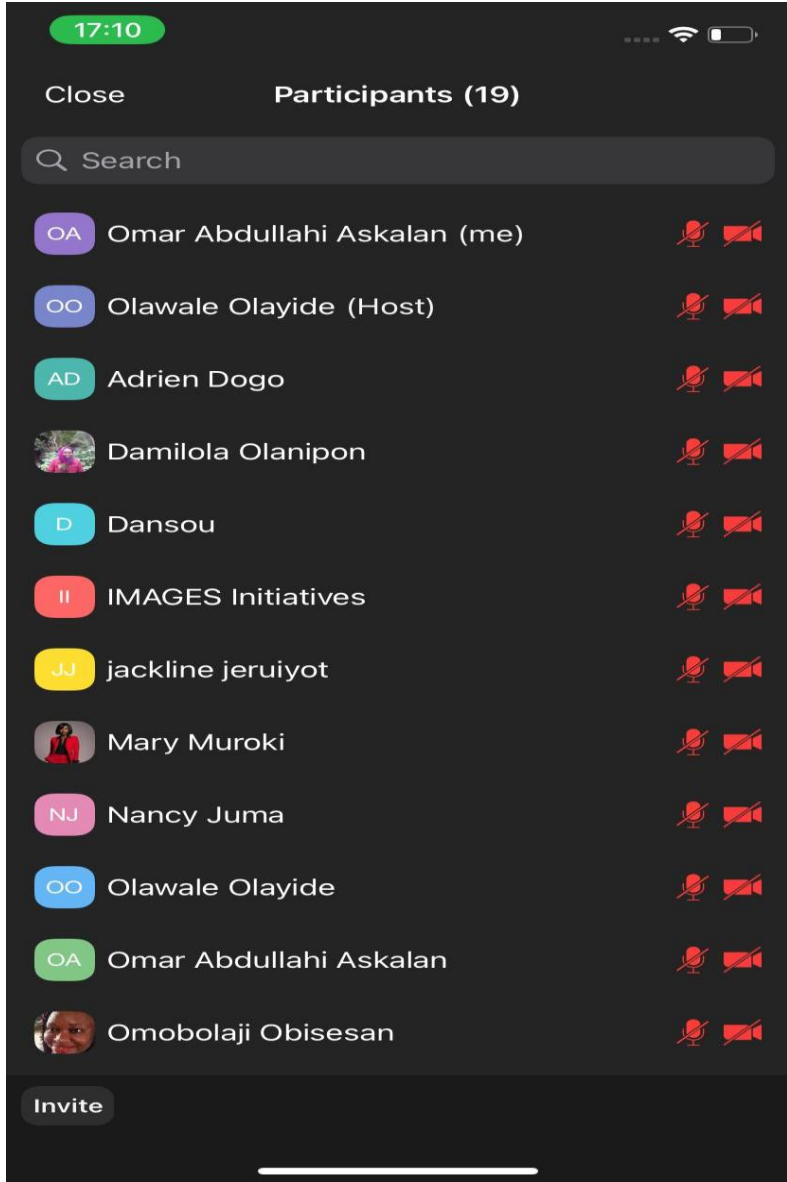 17:10
Close Participants (19)
Search
OA Omar Abdullahi Askalan (me)
OO Olawale Olayide (Host)
AD Adrien Dogo
Damilola Olanipon
D Dansou
II IMAGES Initiatives
JJ jackline jeruiyot
Mary Muroki
NJ Nancy Juma
OO Olawale Olayide
OA Omar Abdullahi Askalan
Omobolaji Obisesan
Invite